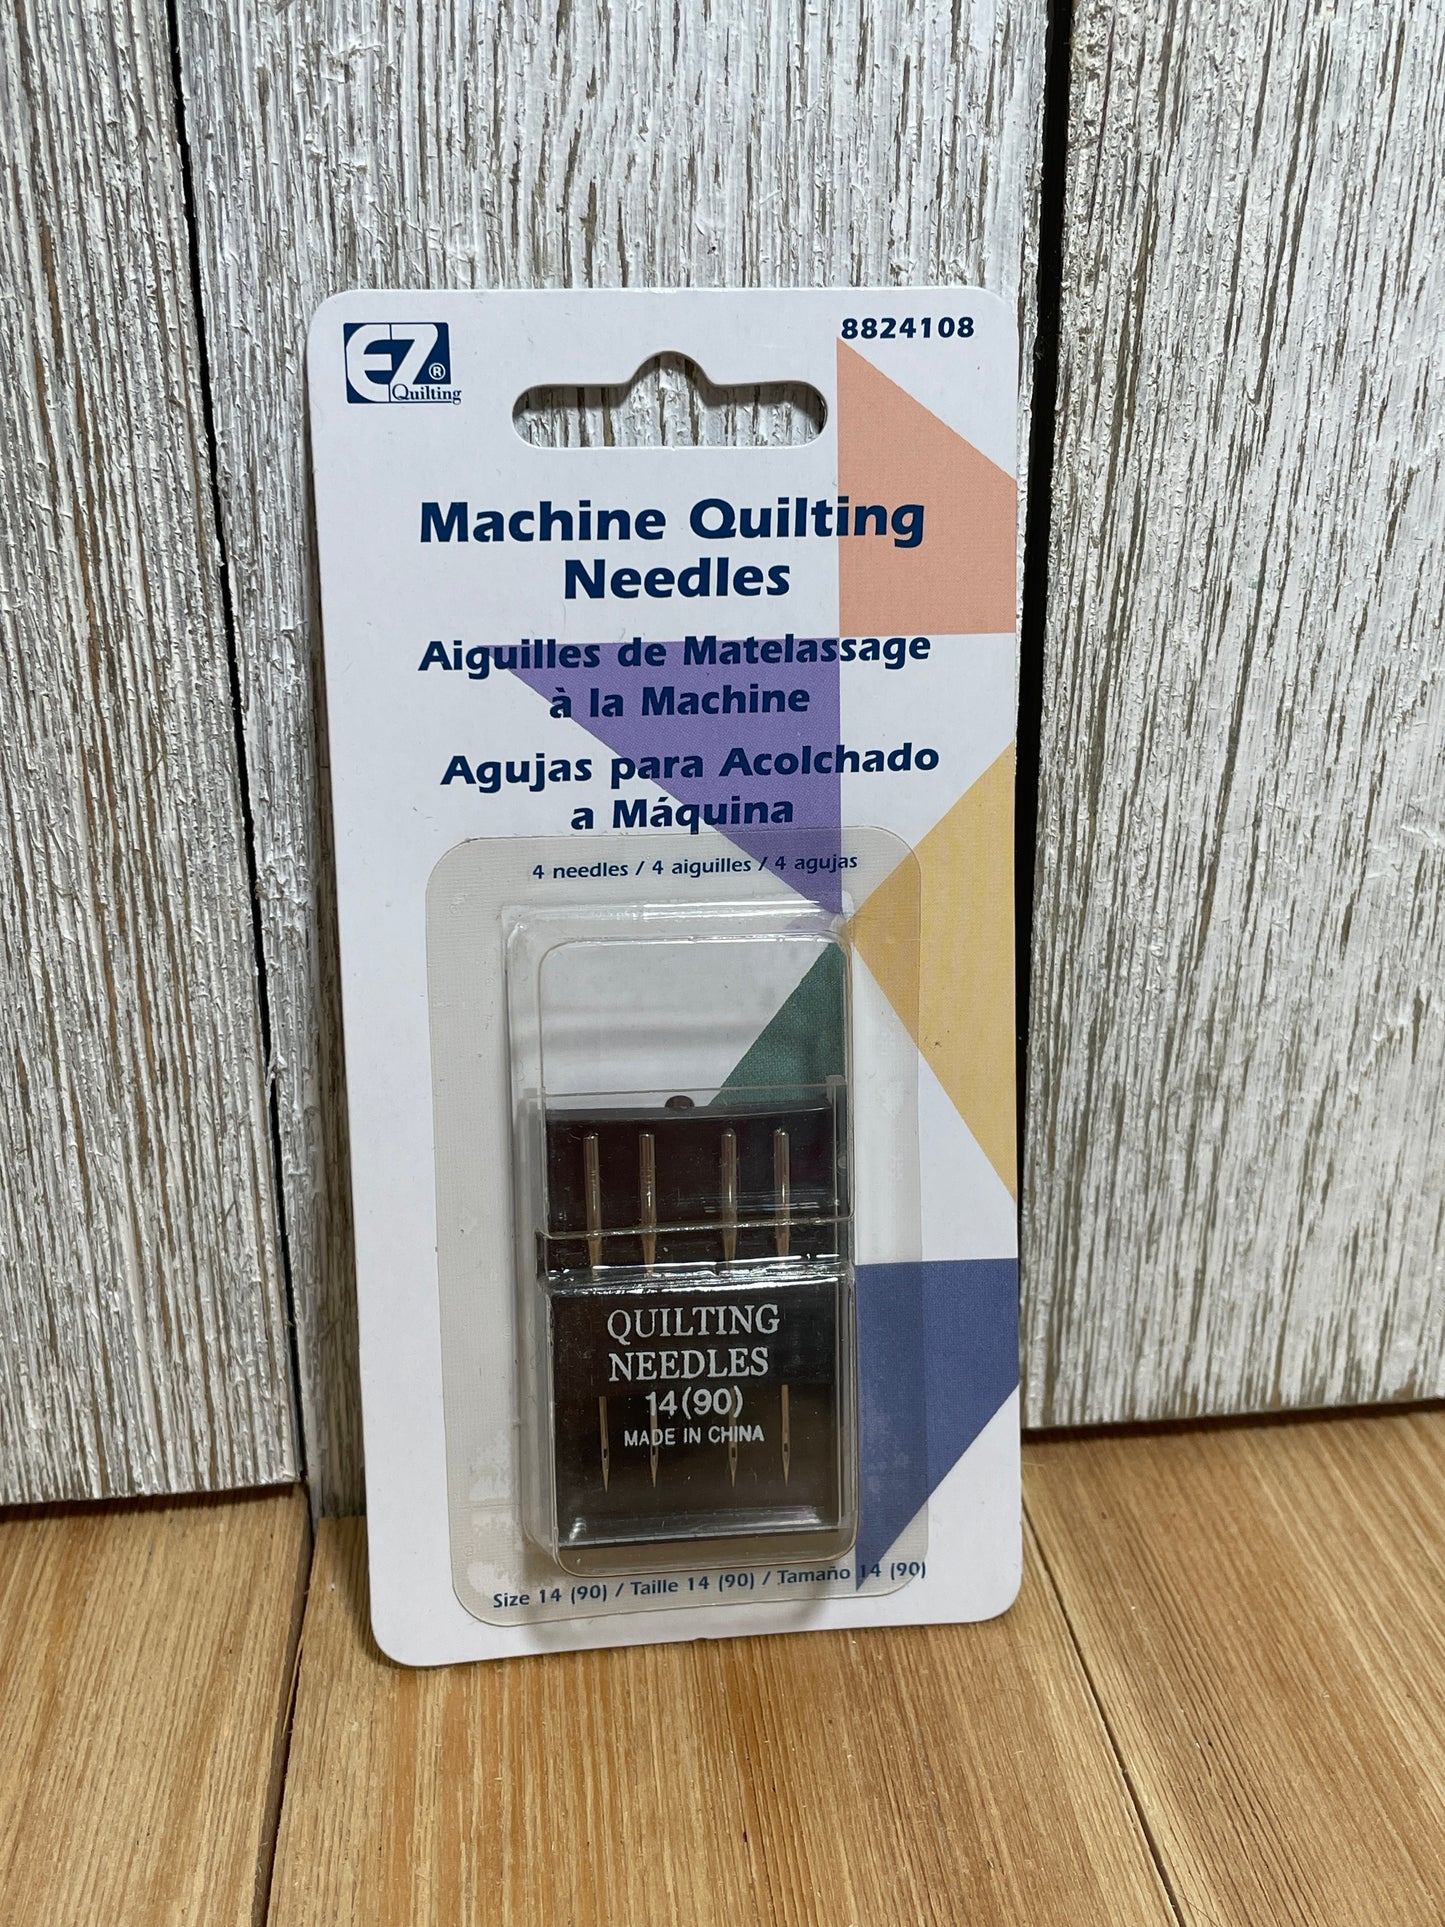 EZ® Quilting
8824108
Machine Quilting
Needles
Aiguilles de Matelassage
à la Machine
Agujas para Acolchado
a Máquina
4 needles / 4 aiguilles / 4 agujas
QUILTING
NEEDLES
14(90)
MADE IN CHINA
Size 14 (90) / Taille 14 (90) / Tamaño 14 (90)